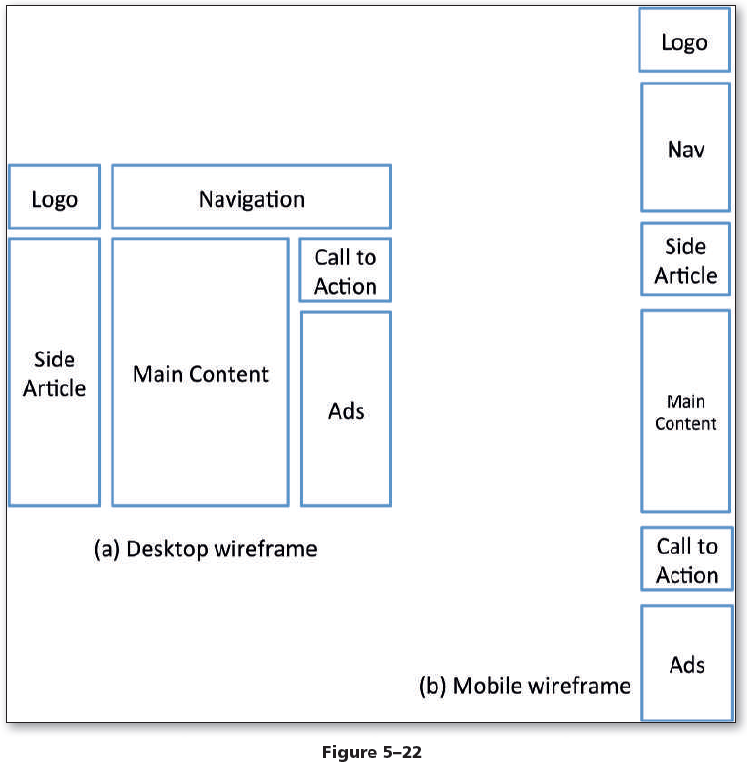 Logo
Navigation
Side
Article
Main Content
Call to
Action
Ads
(a) Desktop wireframe
Logo
Nav
Side
Article
Main
Content
Call to
Action
Ads
(b) Mobile wireframe
Figure 5–22